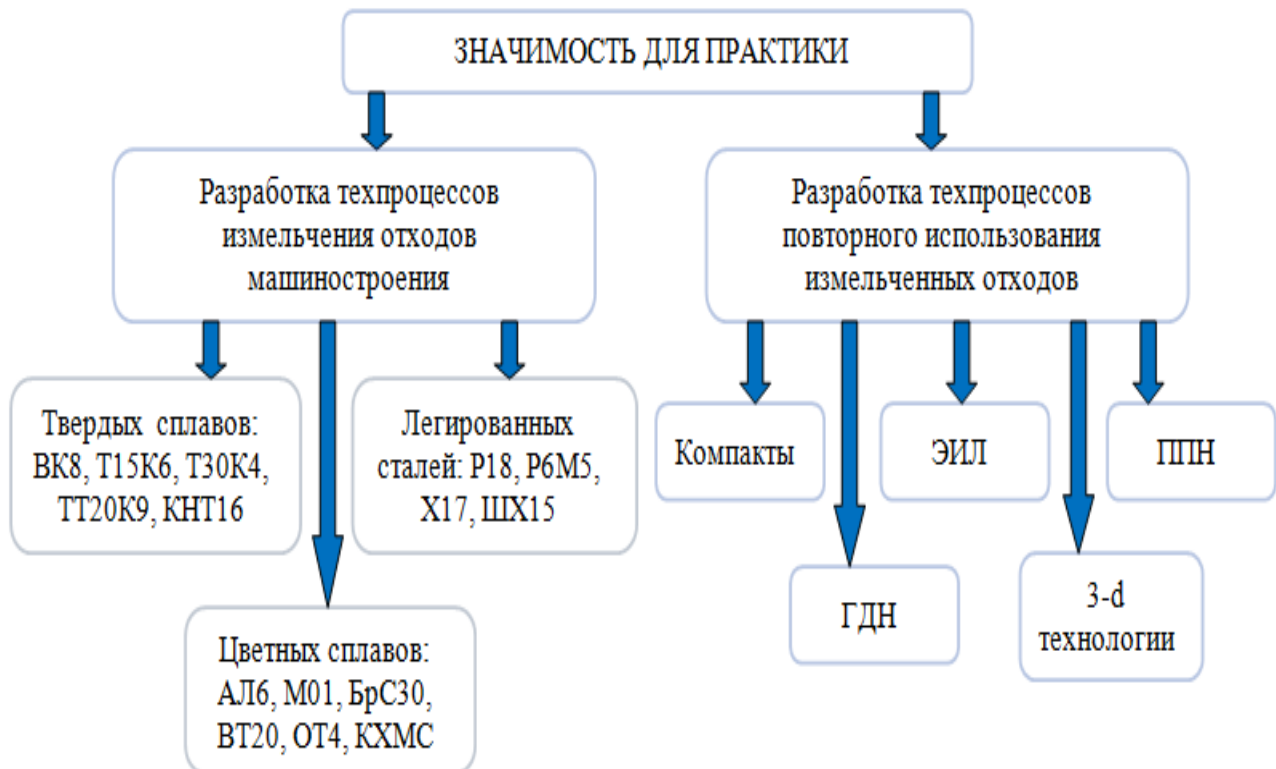 ЗНАЧИМОСТЬ ДЛЯ ПРАКТИКИ
Разработка техпроцессов
измельчения отходов
машиностроения
Разработка техпроцессов
повторного использования
измельченных отходов
Твердых сплавов:
ВК8, Т15К6, Т30К4,
ТТ20К9, КНТ16
Легированных
сталей: Р18, Р6М5,
Х17, ШХ15
Компакты
ЭИЛ
ППН
ГДН
3-d
технологии
Цветных сплавов:
АЛ6, М01, БрС30,
ВТ20, ОТ4, КХМС